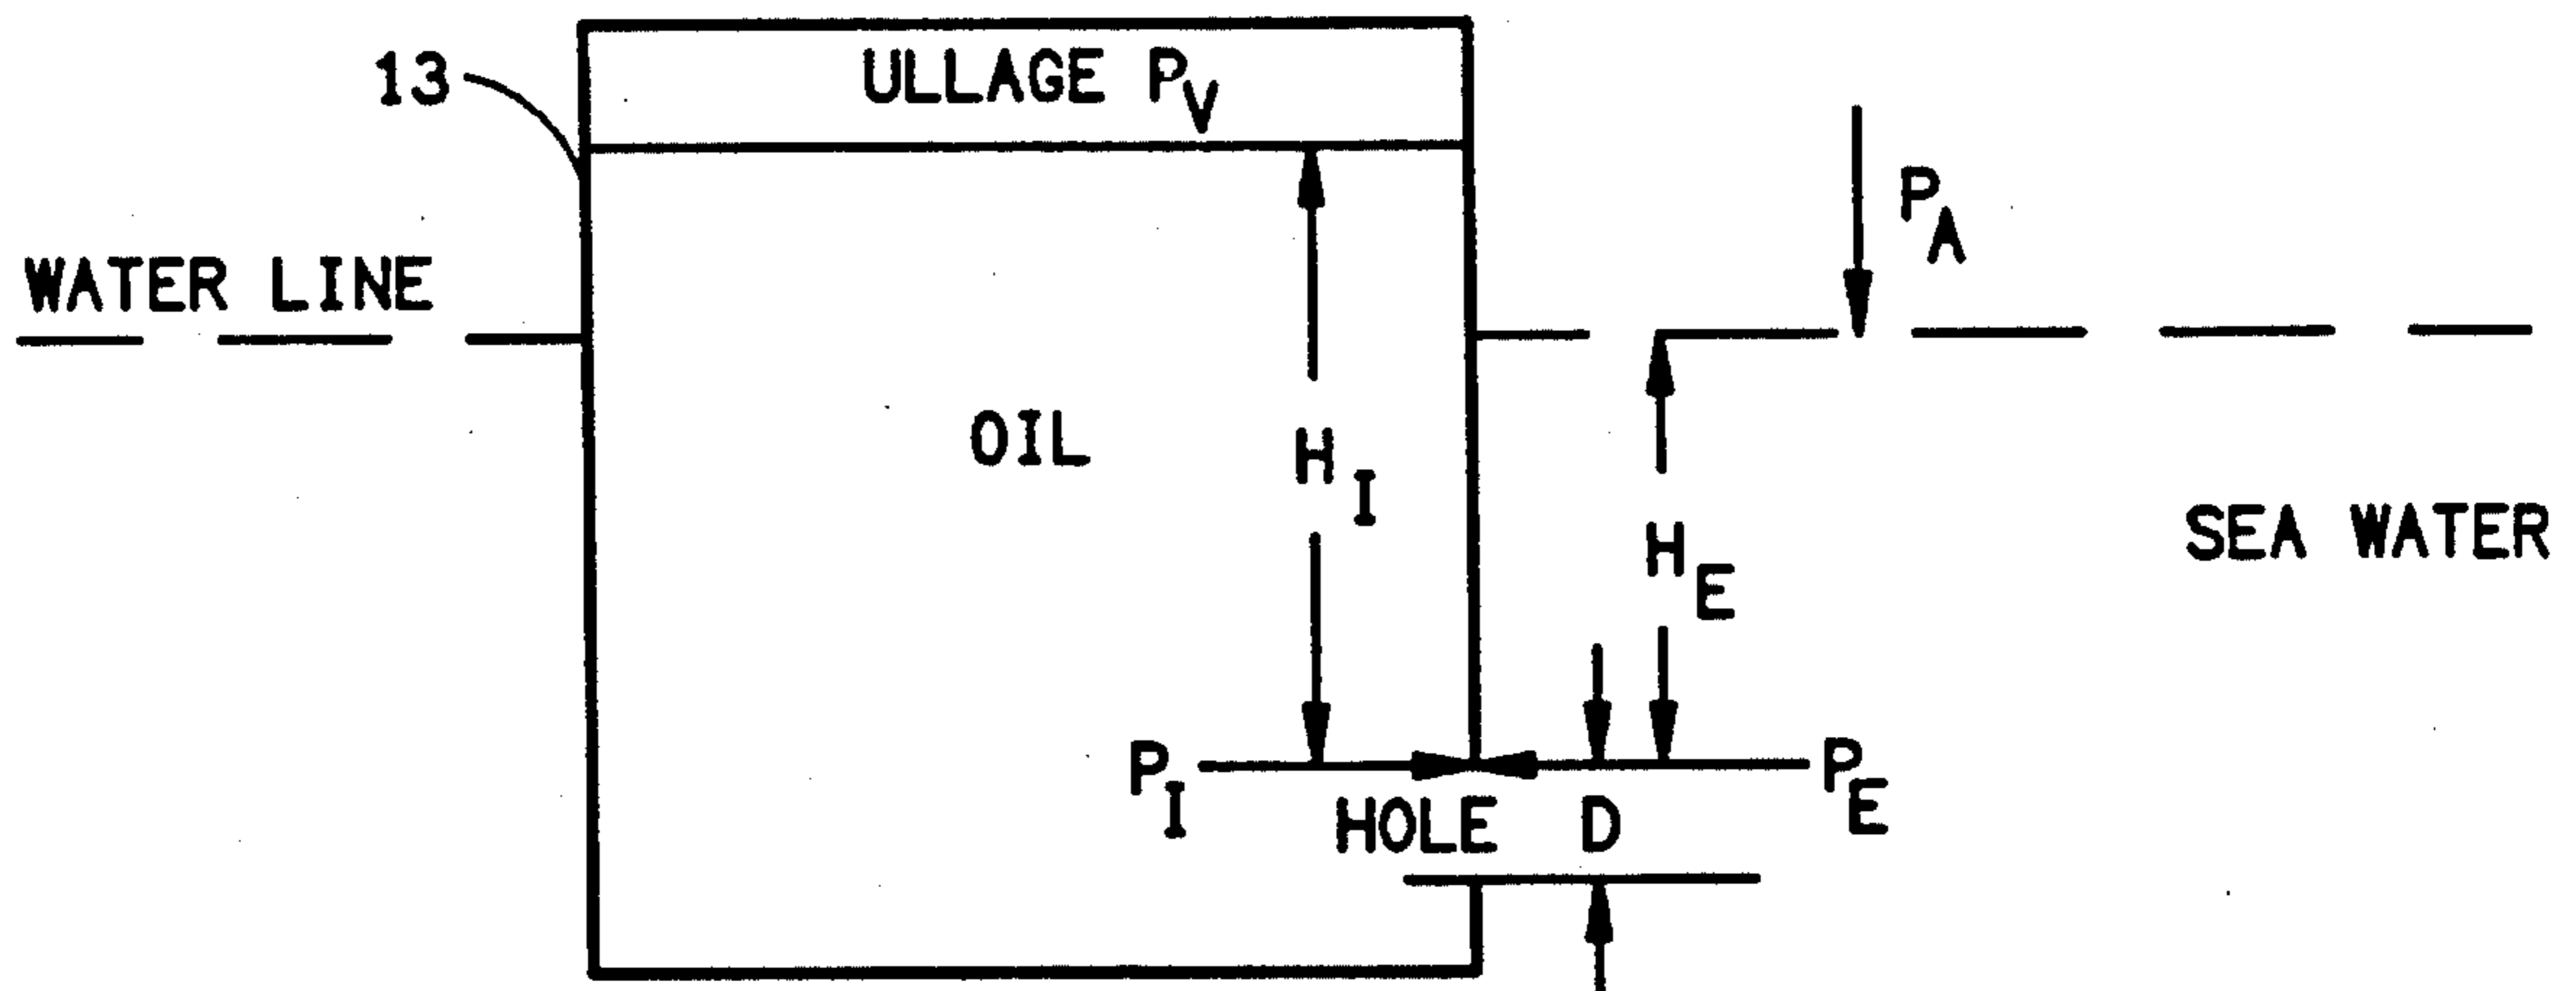 13
ULLAGE P_V
P_A
WATER LINE
OIL
H_I
H_E
SEA WATER
P_I
P_E
HOLE D